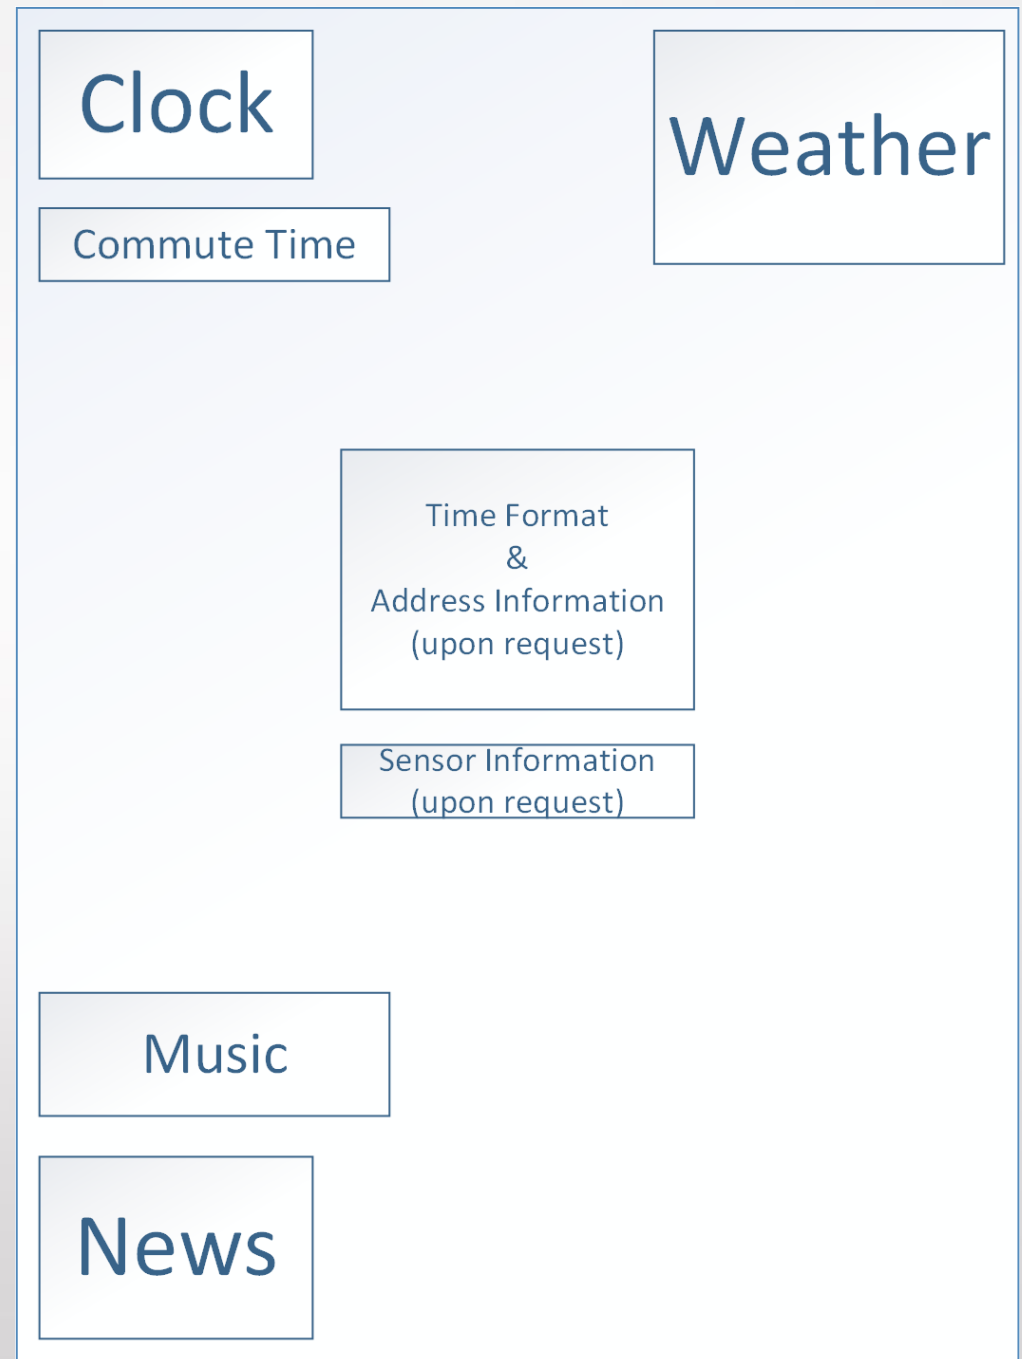 Clock
Weather
Commute Time
Time Format
&
Address Information
(upon request)
Sensor Information
(upon request)
Music
News